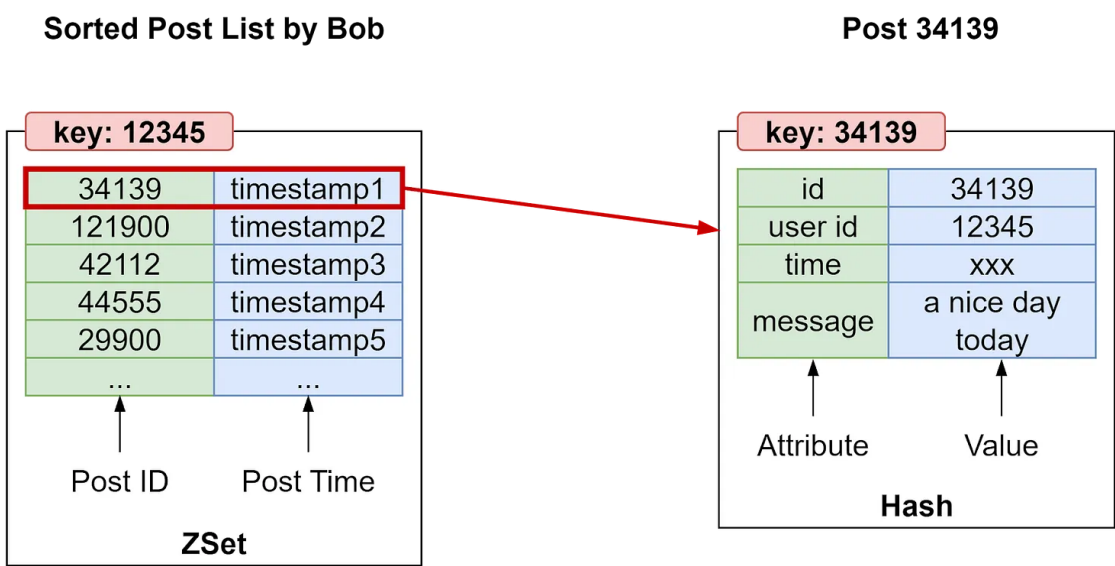 Sorted Post List by Bob
Post 34139
key: 12345
34139 timestamp1
121900 timestamp2
42112 timestamp3
44555 timestamp4
29900 timestamp5
... ...
Post ID Post Time
ZSet
key: 34139
id 34139
user id 12345
time xxx
message a nice day
today
Attribute Value
Hash